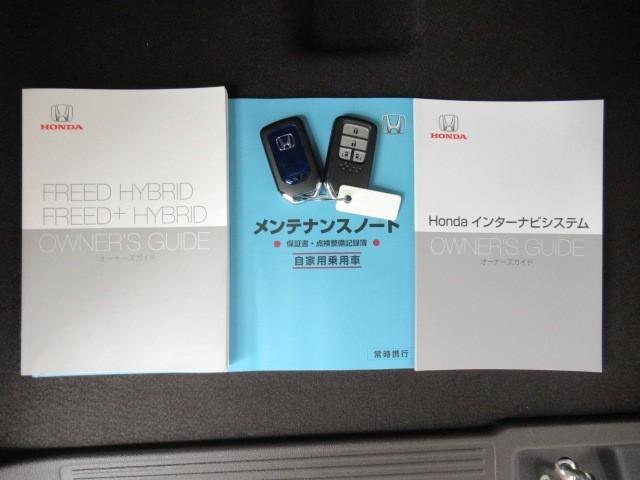 HONDA
FREED HYBRID
FREED+ HYBRID
OWNER'S GUIDE
オーナーズガイド
メンテナンスノート
保証書・点検整備記録簿
自家用乗用車
常時携行
HONDA
Honda インターナビシステム
OWNER'S GUIDE
オーナーズガイド